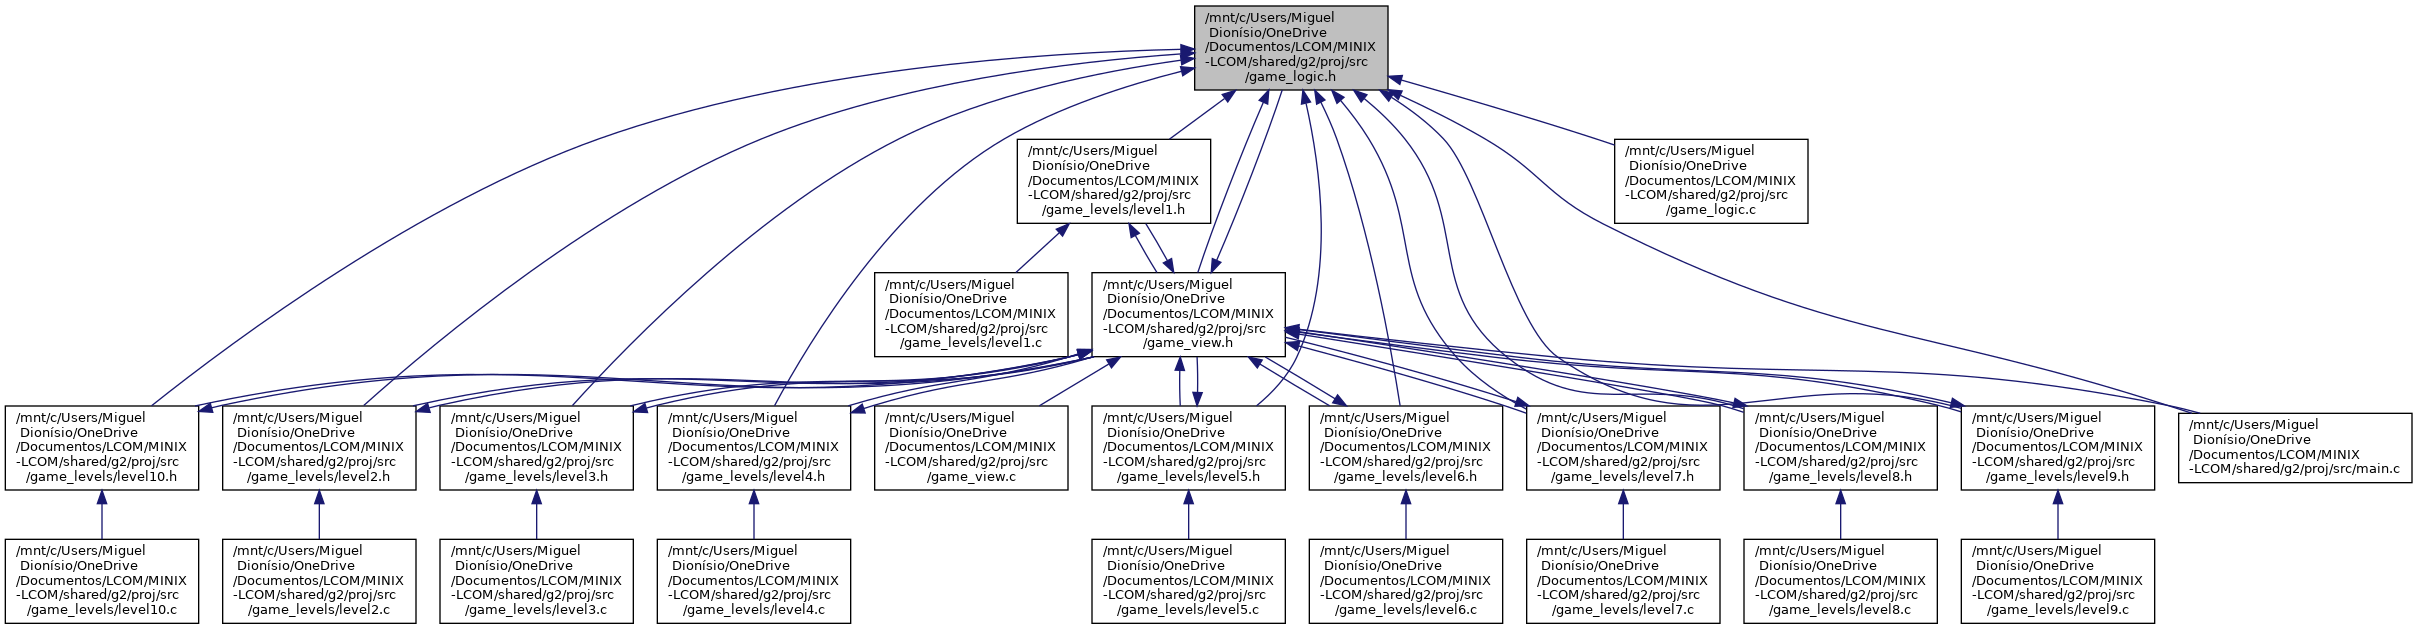 /mnt/c/Users/Miguel
Dionísio/OneDrive
/Documentos/LCOM/MINIX
-LCOM/shared/g2/proj/src
/game_logic.h
/mnt/c/Users/Miguel
Dionísio/OneDrive
/Documentos/LCOM/MINIX
-LCOM/shared/g2/proj/src
/game_levels/level1.h
/mnt/c/Users/Miguel
Dionísio/OneDrive
/Documentos/LCOM/MINIX
-LCOM/shared/g2/proj/src
/game_logic.c
/mnt/c/Users/Miguel
Dionísio/OneDrive
/Documentos/LCOM/MINIX
-LCOM/shared/g2/proj/src
/game_levels/level1.c
/mnt/c/Users/Miguel
Dionísio/OneDrive
/Documentos/LCOM/MINIX
-LCOM/shared/g2/proj/src
/game_view.h
/mnt/c/Users/Miguel
Dionísio/OneDrive
/Documentos/LCOM/MINIX
-LCOM/shared/g2/proj/src
/game_levels/level10.h
/mnt/c/Users/Miguel
Dionísio/OneDrive
/Documentos/LCOM/MINIX
-LCOM/shared/g2/proj/src
/game_levels/level2.h
/mnt/c/Users/Miguel
Dionísio/OneDrive
/Documentos/LCOM/MINIX
-LCOM/shared/g2/proj/src
/game_levels/level3.h
/mnt/c/Users/Miguel
Dionísio/OneDrive
/Documentos/LCOM/MINIX
-LCOM/shared/g2/proj/src
/game_levels/level4.h
/mnt/c/Users/Miguel
Dionísio/OneDrive
/Documentos/LCOM/MINIX
-LCOM/shared/g2/proj/src
/game_view.c
/mnt/c/Users/Miguel
Dionísio/OneDrive
/Documentos/LCOM/MINIX
-LCOM/shared/g2/proj/src
/game_levels/level5.h
/mnt/c/Users/Miguel
Dionísio/OneDrive
/Documentos/LCOM/MINIX
-LCOM/shared/g2/proj/src
/game_levels/level6.h
/mnt/c/Users/Miguel
Dionísio/OneDrive
/Documentos/LCOM/MINIX
-LCOM/shared/g2/proj/src
/game_levels/level7.h
/mnt/c/Users/Miguel
Dionísio/OneDrive
/Documentos/LCOM/MINIX
-LCOM/shared/g2/proj/src
/game_levels/level8.h
/mnt/c/Users/Miguel
Dionísio/OneDrive
/Documentos/LCOM/MINIX
-LCOM/shared/g2/proj/src
/game_levels/level9.h
/mnt/c/Users/Miguel
Dionísio/OneDrive
/Documentos/LCOM/MINIX
-LCOM/shared/g2/proj/src/main.c
/mnt/c/Users/Miguel
Dionísio/OneDrive
/Documentos/LCOM/MINIX
-LCOM/shared/g2/proj/src
/game_levels/level10.c
/mnt/c/Users/Miguel
Dionísio/OneDrive
/Documentos/LCOM/MINIX
-LCOM/shared/g2/proj/src
/game_levels/level2.c
/mnt/c/Users/Miguel
Dionísio/OneDrive
/Documentos/LCOM/MINIX
-LCOM/shared/g2/proj/src
/game_levels/level3.c
/mnt/c/Users/Miguel
Dionísio/OneDrive
/Documentos/LCOM/MINIX
-LCOM/shared/g2/proj/src
/game_levels/level4.c
/mnt/c/Users/Miguel
Dionísio/OneDrive
/Documentos/LCOM/MINIX
-LCOM/shared/g2/proj/src
/game_levels/level5.c
/mnt/c/Users/Miguel
Dionísio/OneDrive
/Documentos/LCOM/MINIX
-LCOM/shared/g2/proj/src
/game_levels/level6.c
/mnt/c/Users/Miguel
Dionísio/OneDrive
/Documentos/LCOM/MINIX
-LCOM/shared/g2/proj/src
/game_levels/level7.c
/mnt/c/Users/Miguel
Dionísio/OneDrive
/Documentos/LCOM/MINIX
-LCOM/shared/g2/proj/src
/game_levels/level8.c
/mnt/c/Users/Miguel
Dionísio/OneDrive
/Documentos/LCOM/MINIX
-LCOM/shared/g2/proj/src
/game_levels/level9.c